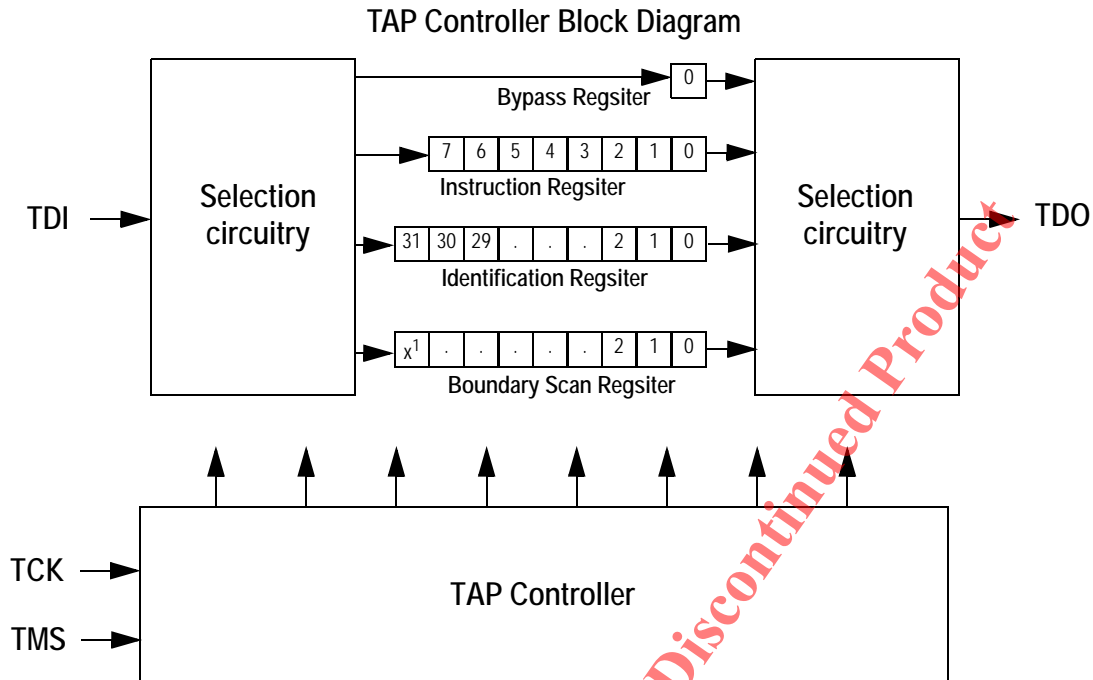 TAP Controller Block Diagram
0
Bypass Regsiter
7 6 5 4 3 2 1 0
Instruction Regsiter
TDI
Selection
circuitry
Selection
circuitry
TDO
31 30 29 . . . 2 1 0
Identification Regsiter
x1 . . . . . 2 1 0
Boundary Scan Regsiter
TCK
TMS
TAP Controller
Discontinued Product